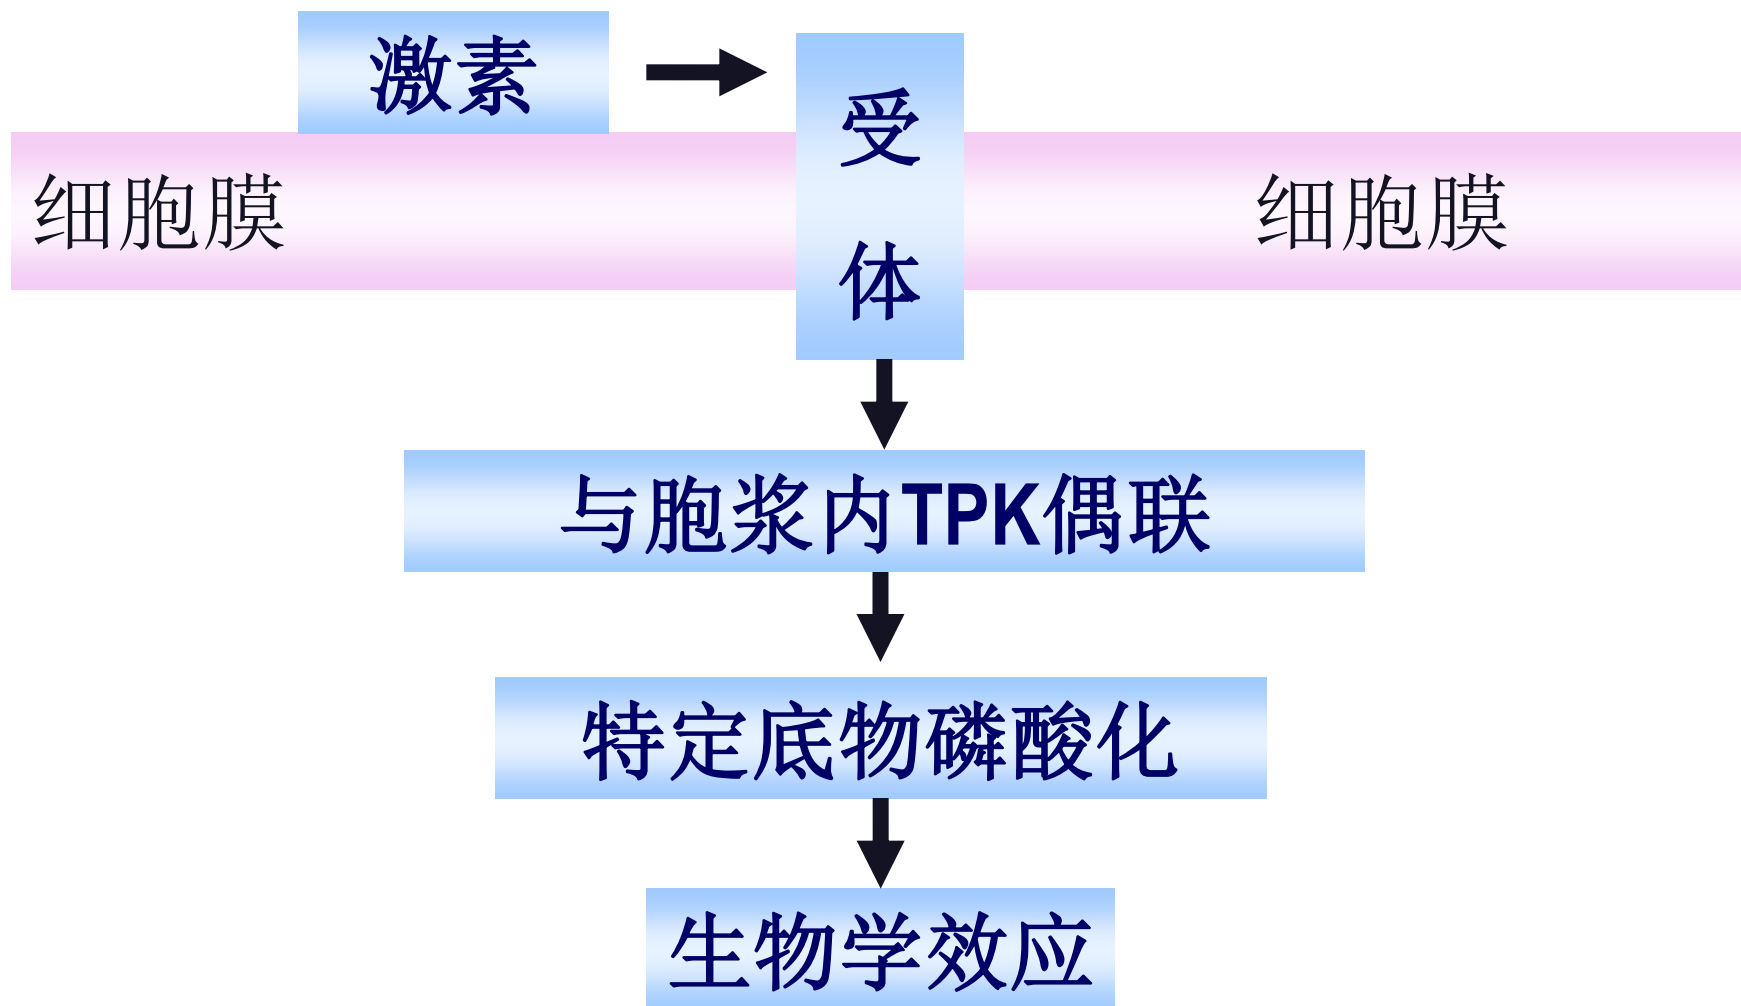 激素
受
体
细胞膜
细胞膜
与胞浆内TPK偶联
特定底物磷酸化
生物学效应